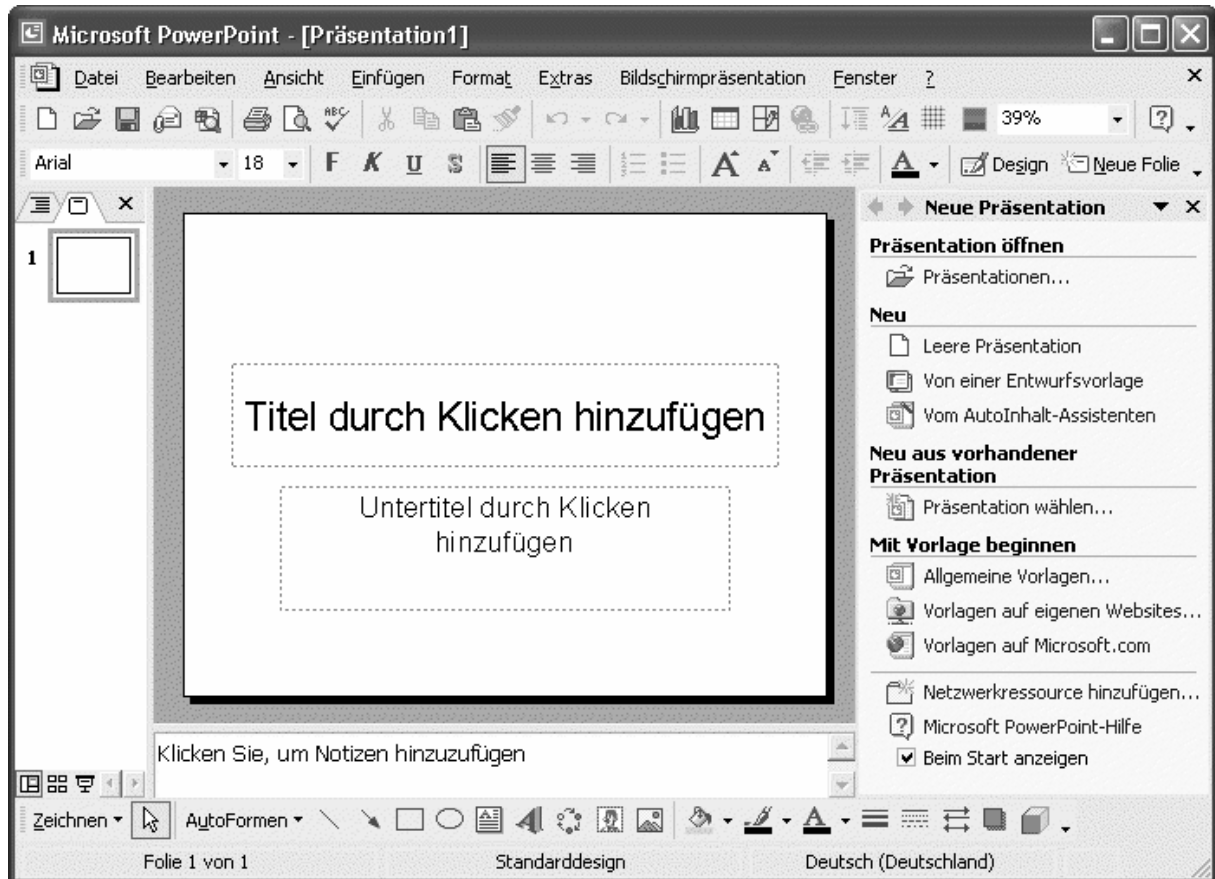 Microsoft PowerPoint - [Präsentation1]
Datei Bearbeiten Ansicht Einfügen Format Extras Bildschirmpräsentation Fenster ?
ABC 39%
Arial 18 F K U S A A A Design Neue Folie
1
Titel durch Klicken hinzufügen
Untertitel durch Klicken
hinzufügen
Klicken Sie, um Notizen hinzuzufügen
Neue Präsentation
Präsentation öffnen
Präsentationen...
Neu
Leere Präsentation
Von einer Entwurfsvorlage
Vom AutoInhalt-Assistenten
Neu aus vorhandener
Präsentation
Präsentation wählen...
Mit Vorlage beginnen
Allgemeine Vorlagen...
Vorlagen auf eigenen Websites...
Vorlagen auf Microsoft.com
Netzwerkressource hinzufügen...
Microsoft PowerPoint-Hilfe
Beim Start anzeigen
Zeichnen AutoFormen A
Folie 1 von 1 Standarddesign Deutsch (Deutschland)